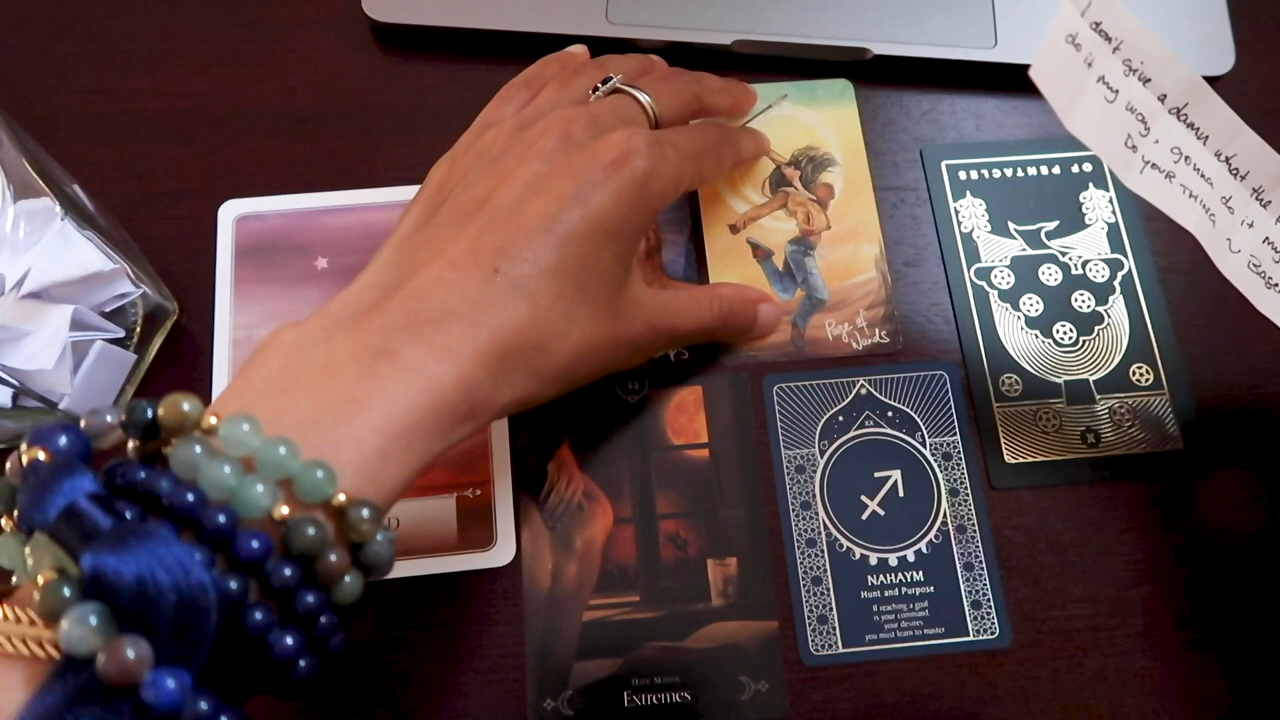 I don't give a damn what the
do it my way, gonna do it my
Do YOUR THING ~
Page of
Wands
OF PENTACLES
X
H
XX
NAHAYM
Hunt and Purpose
If reaching a goal
is your command,
your desires
you must learn to master
D
Extremes